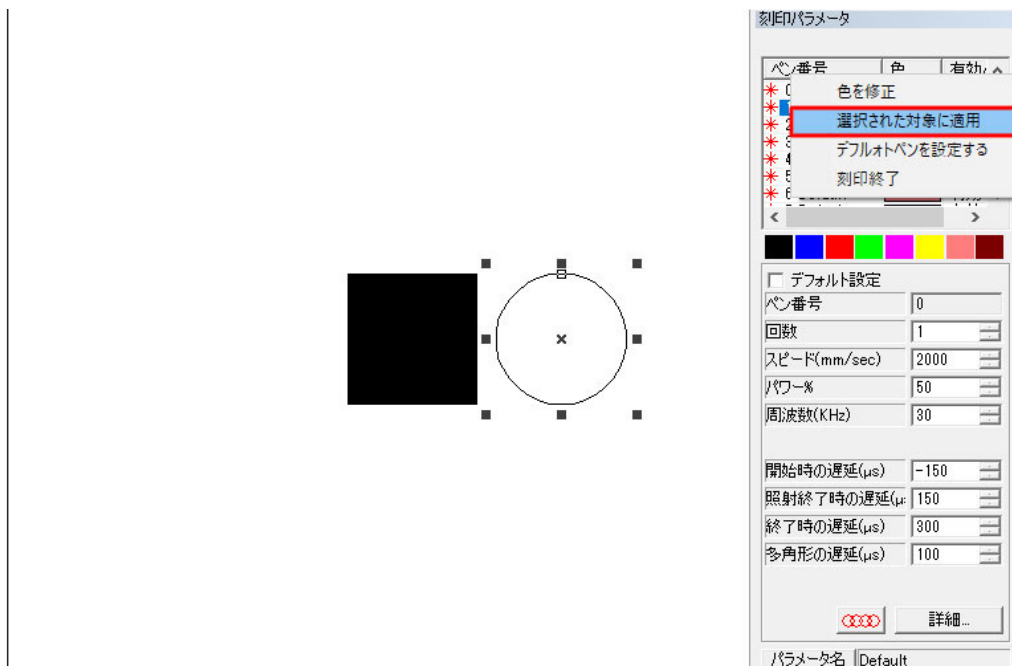 刻印パラメータ
ペン番号 色 有効/
色を修正
選択された対象に適用
2
デフルォトペンを設定する
4
刻印終了
5
6
デフォルト設定
ペン番号 0
回数 1
スピード(mm/sec) 2000
パワー% 50
周波数(KHz) 30
開始時の遅延(μs) -150
照射終了時の遅延(μ 150
終了時の遅延(μs) 300
多角形の遅延(μs) 100
詳細...
パラメータ名 Default